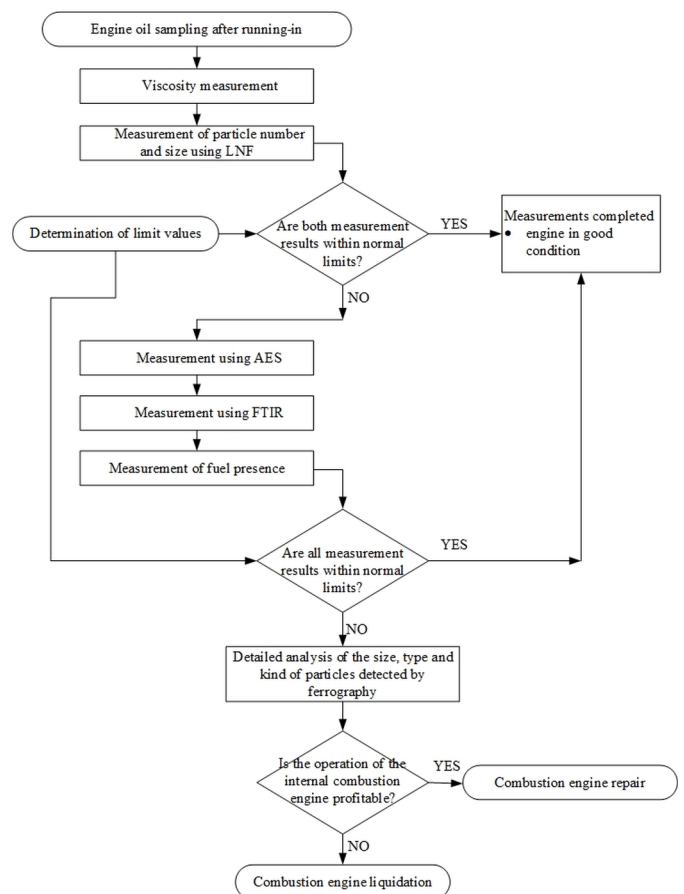 Engine oil sampling after running-in
Viscosity measurement
Measurement of particle number
and size using LNF
Determination of limit values
Are both measurement
results within normal
limits?
YES
Measurements completed
• engine in good
condition
NO
Measurement using AES
Measurement using FTIR
Measurement of fuel presence
Are all measurement
results within normal
limits?
YES
NO
Detailed analysis of the size, type and
kind of particles detected by
ferrography
Is the operation of the
internal combustion
engine profitable?
YES
Combustion engine repair
NO
Combustion engine liquidation